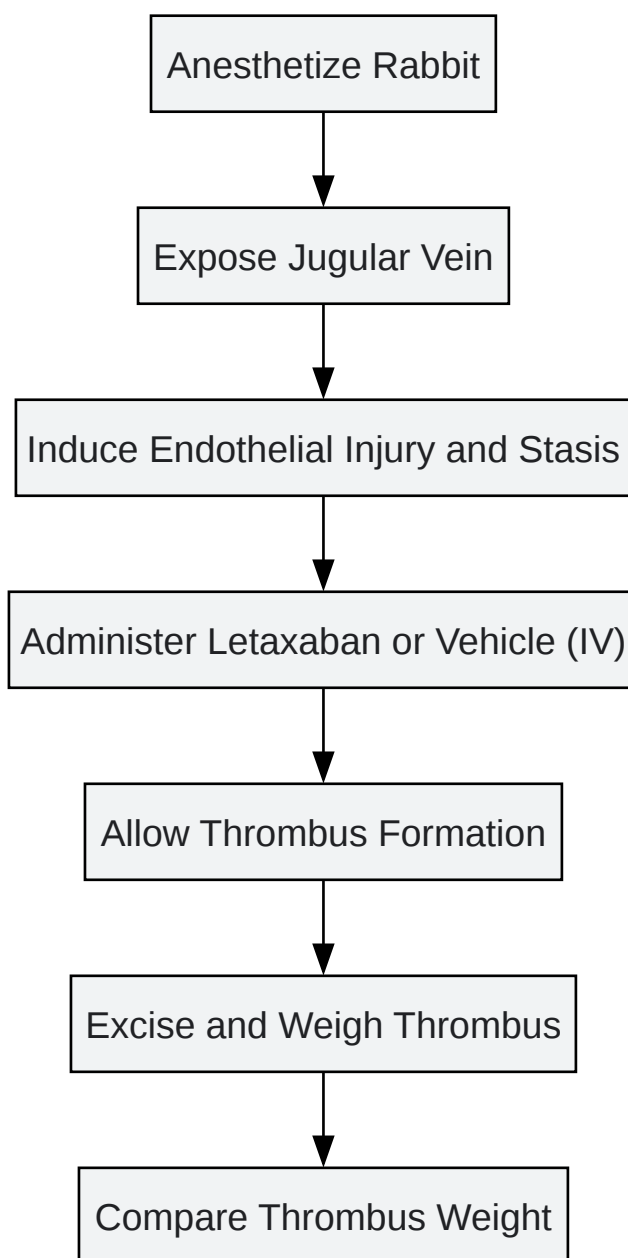 Anesthetize Rabbit
Expose Jugular Vein
Induce Endothelial Injury and Stasis
Administer Letaxaban or Vehicle (IV)
Allow Thrombus Formation
Excise and Weigh Thrombus
Compare Thrombus Weight